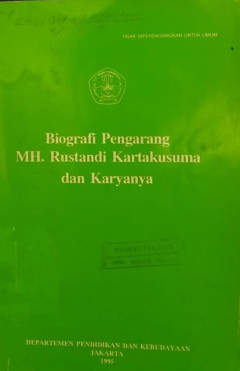 TIDAK DIPERDAGANGKAN UNTUK UMUM
Biografi Pengarang
MH. Rustandi Kartakusuma
dan Karyanya
DEPARTEMEN PENDIDIKAN DAN KEBUDAYAAN
JAKARTA
1995